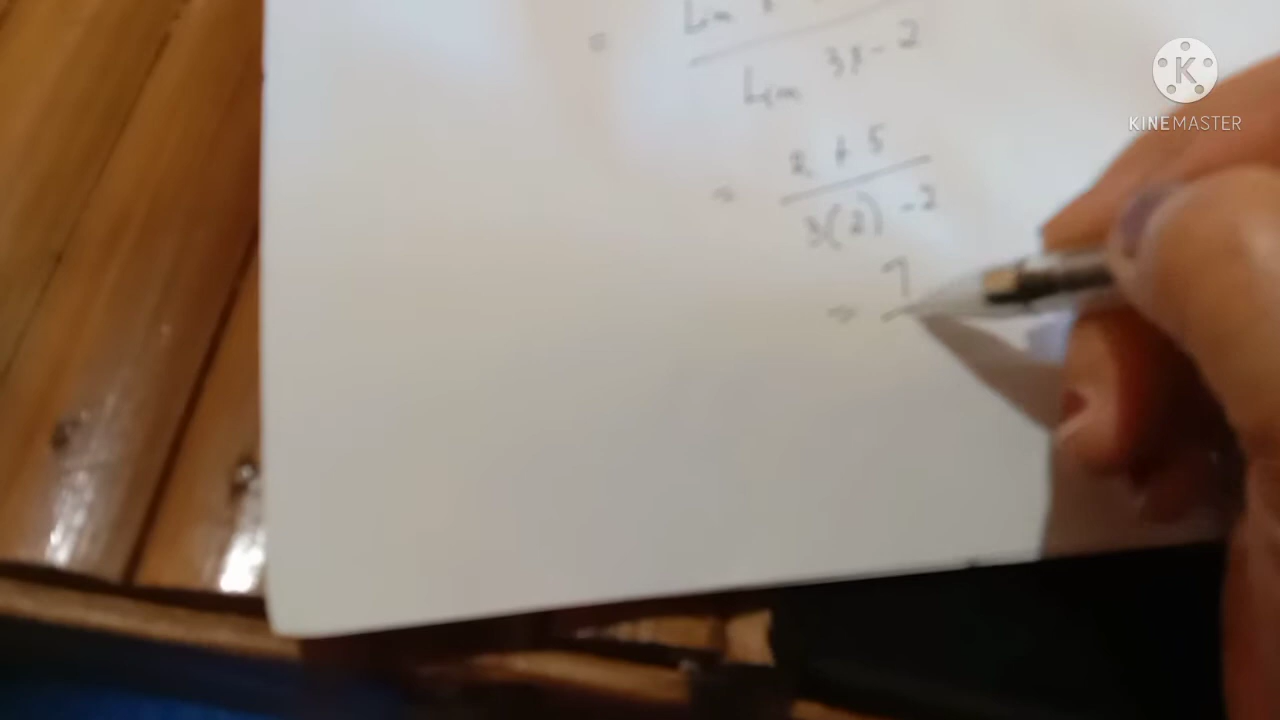 Lim
=
Lim 3x - 2
2 + 5
=
3(2) - 2
7
=
K
KINEMASTER